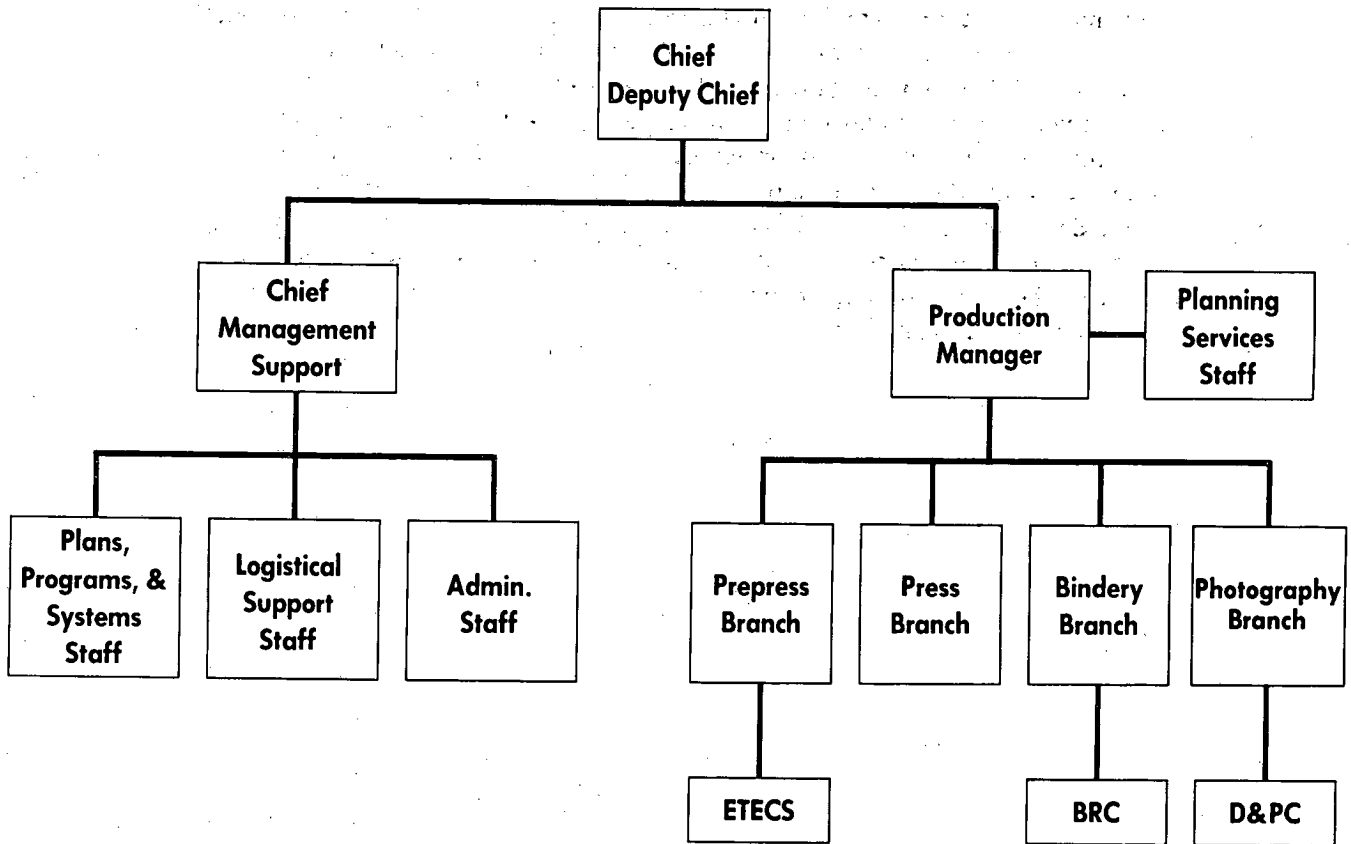 Chief
Deputy Chief
Chief
Management
Support
Production
Manager
Planning
Services
Staff
Plans,
Programs, &
Systems
Staff
Logistical
Support
Staff
Admin.
Staff
Prepress
Branch
Press
Branch
Bindery
Branch
Photography
Branch
ETECS
BRC
D&PC